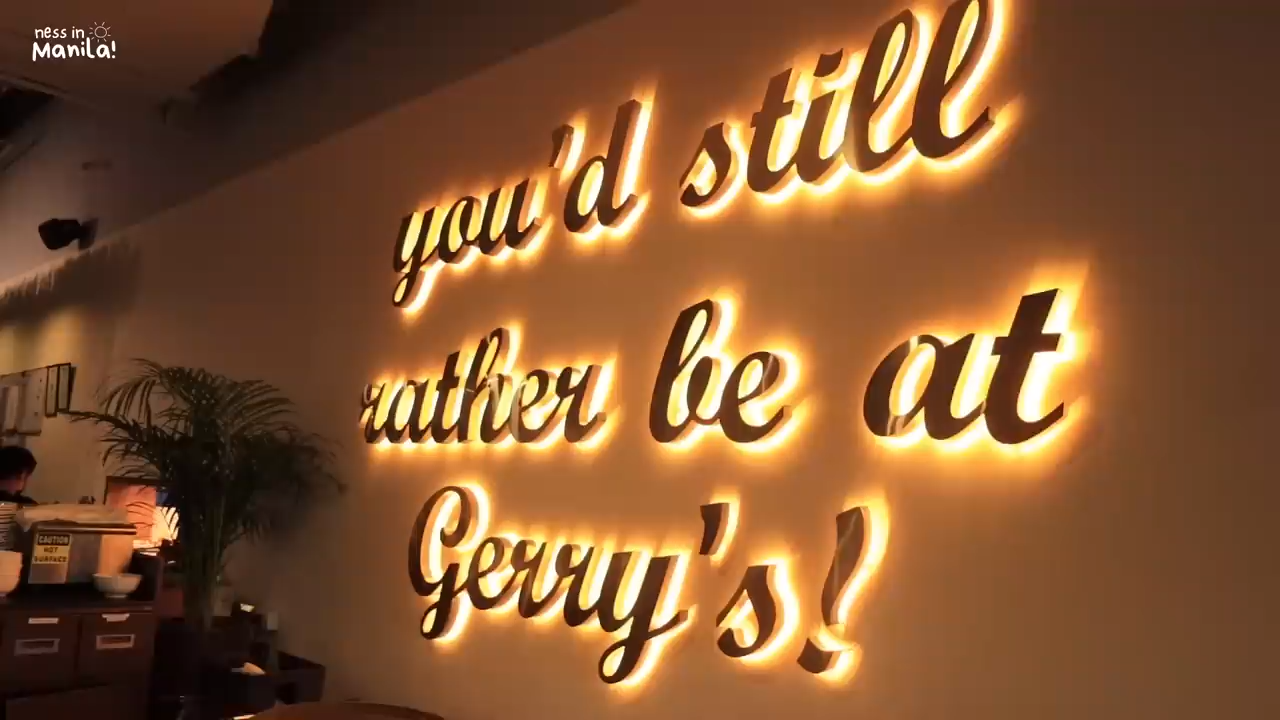 ness in
Manila!
you'd still
rather be at
Gerry's!
CAUTION
HOT
SURFACE